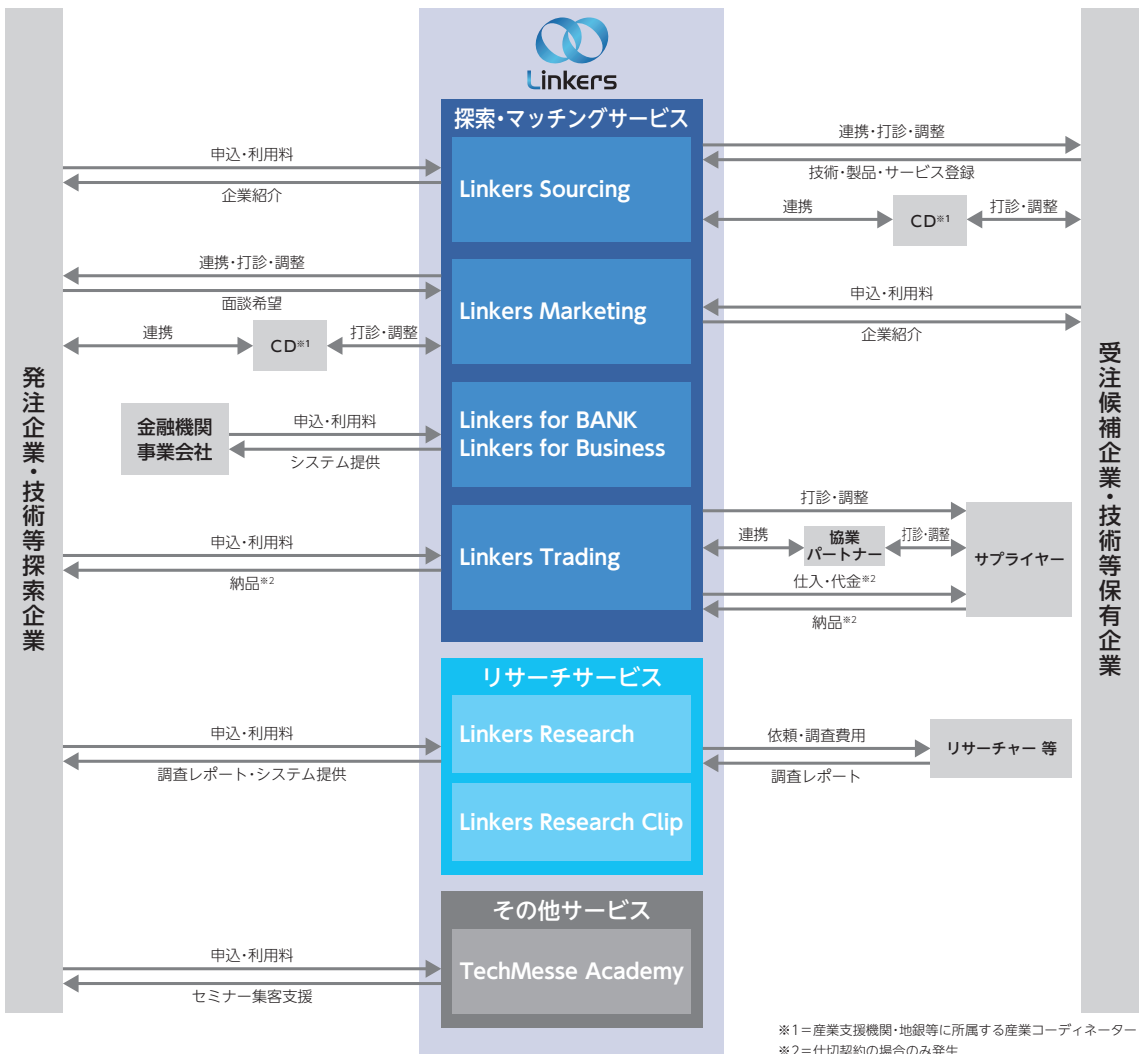 Linkers
探索・マッチングサービス
申込・利用料
企業紹介
Linkers Sourcing
連携・打診・調整
技術・製品・サービス登録
連携
CD※1
打診・調整
連携・打診・調整
面談希望
連携
CD※1
打診・調整
Linkers Marketing
申込・利用料
企業紹介
金融機関
事業会社
申込・利用料
システム提供
Linkers for BANK
Linkers for Business
申込・利用料
納品※2
Linkers Trading
打診・調整
連携
協業
パートナー
打診・調整
サプライヤー
仕入・代金※2
納品※2
リサーチサービス
申込・利用料
調査レポート・システム提供
Linkers Research
依頼・調査費用
調査レポート
リサーチャー 等
Linkers Research Clip
その他サービス
申込・利用料
セミナー集客支援
TechMesse Academy
発注企業・技術等探索企業
受注候補企業・技術等保有企業
※1=産業支援機関・地銀等に所属する産業コーディネーター
※2=仕切契約の場合のみ発生